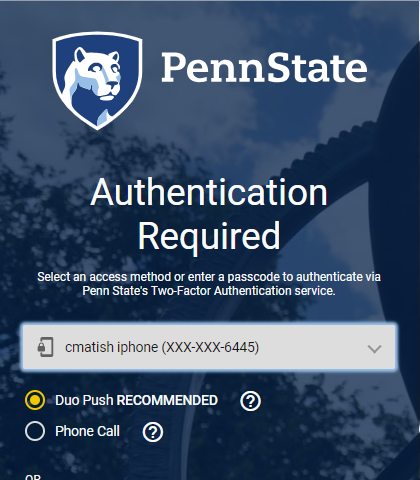 PennState
Authentication
Required
Select an access method or enter a passcode to authenticate via
Penn State's Two-Factor Authentication service.
cmatish iphone (XXX-XXX-6445)
Duo Push RECOMMENDED ?
Phone Call ?
OR